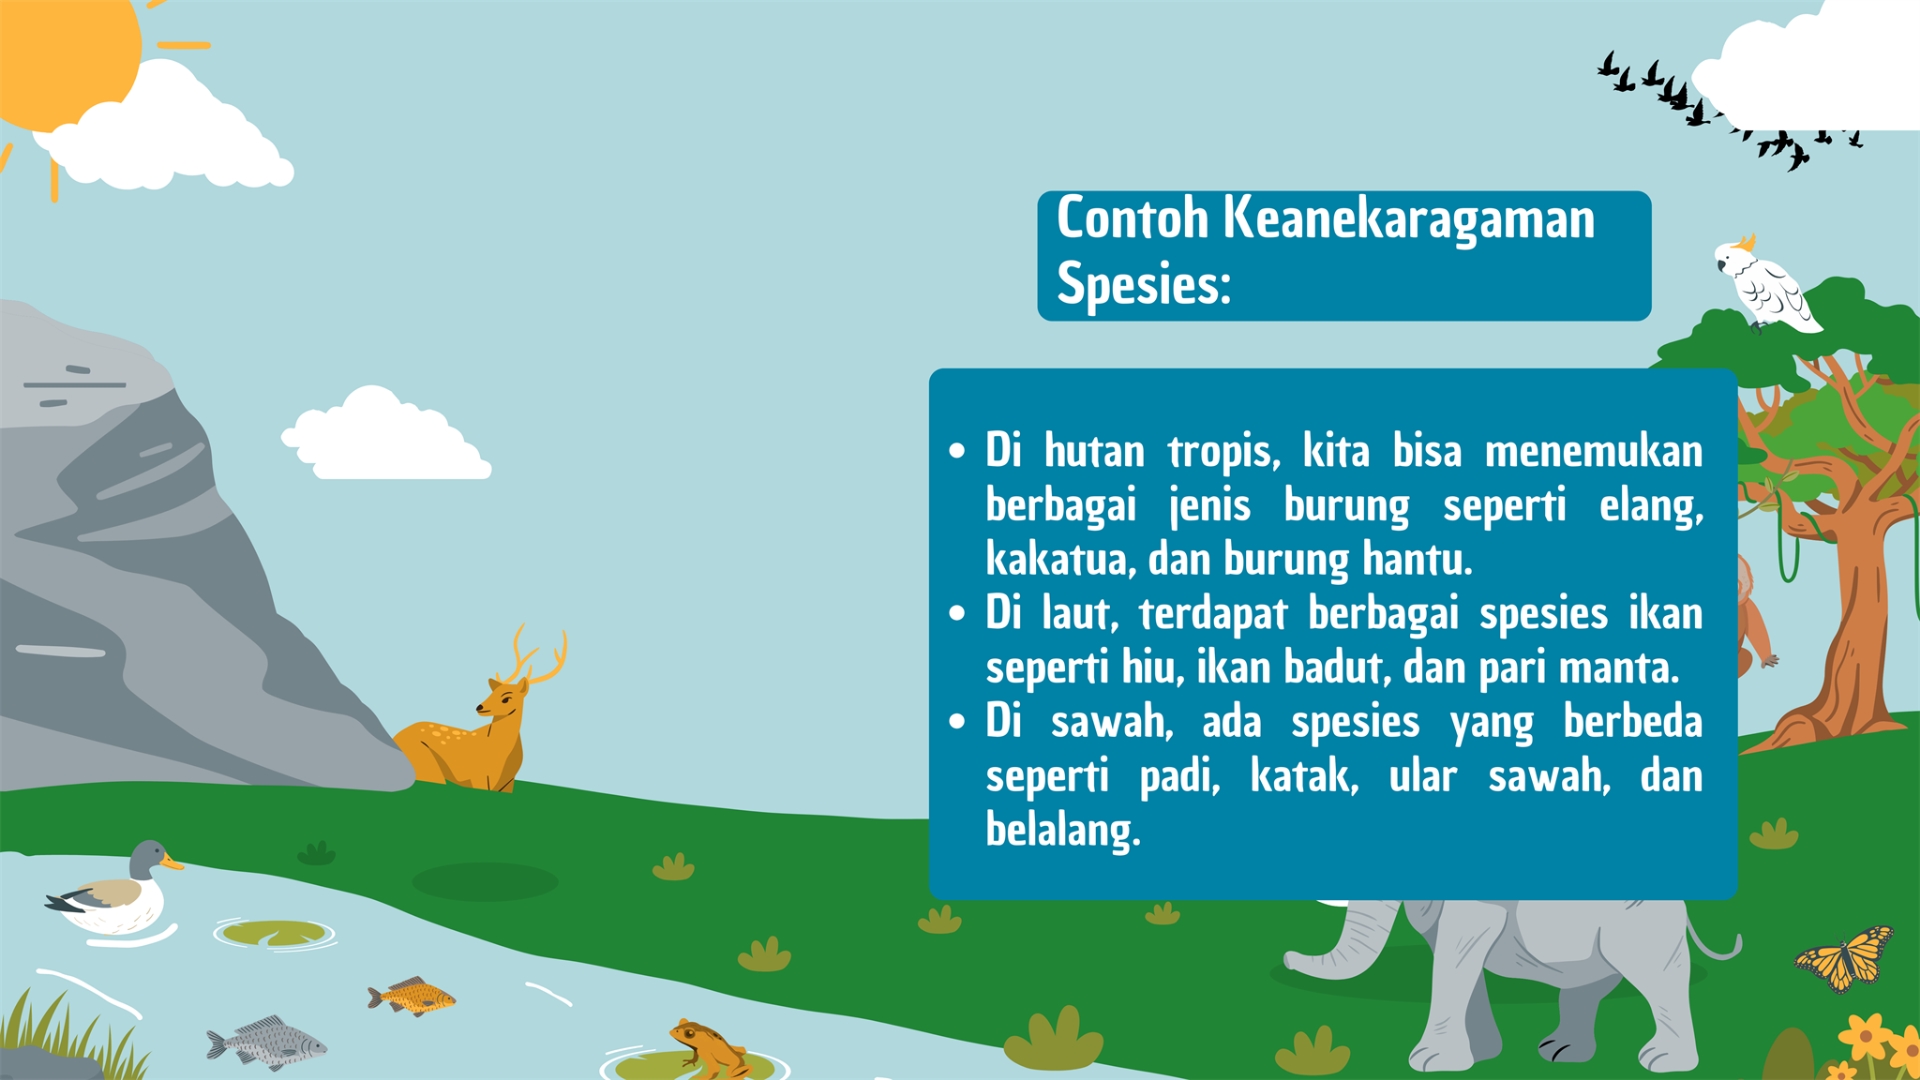 Contoh Keanekaragaman
Spesies:
• Di hutan tropis, kita bisa menemukan
berbagai jenis burung seperti elang,
kakatua, dan burung hantu.
• Di laut, terdapat berbagai spesies ikan
seperti hiu, ikan badut, dan pari manta.
• Di sawah, ada spesies yang berbeda
seperti padi, katak, ular sawah, dan
belalang.